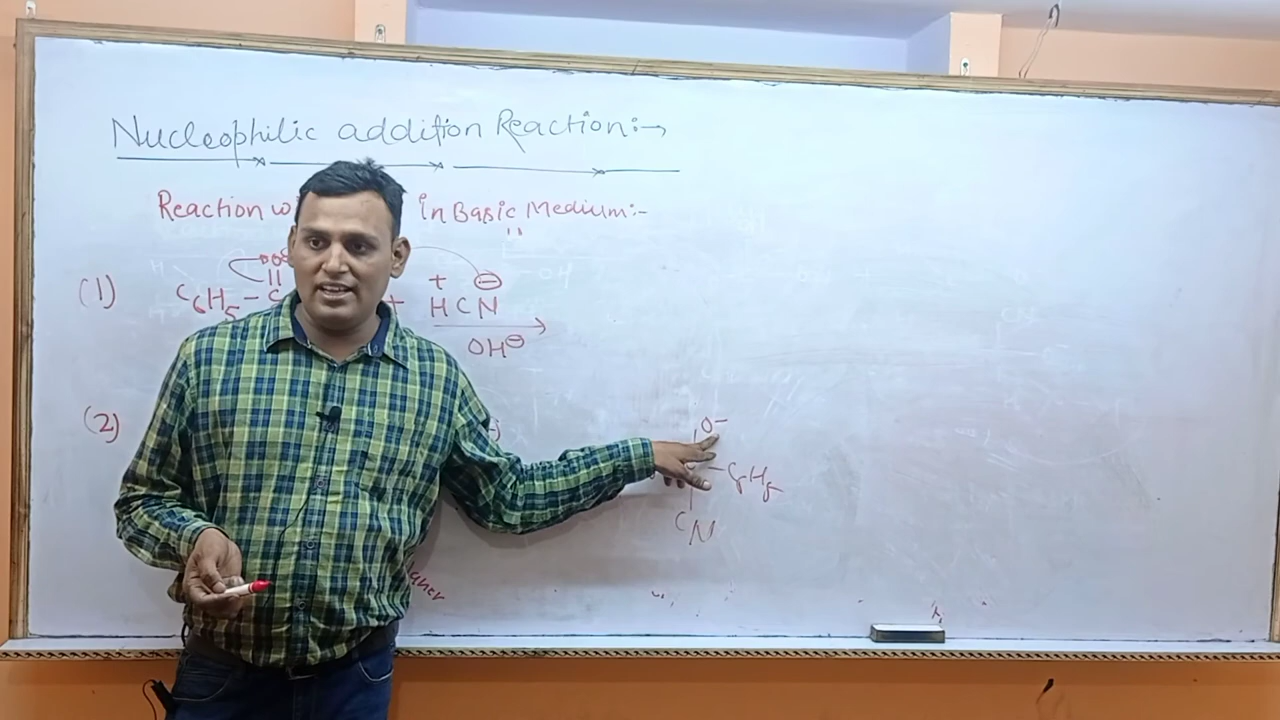 Nucleophilic addition Reaction:→
Reaction in Basic Medium:-
(1) C6H5 - C + + ⊖
HCN
OH⊖
(2)
O-
-C6H5
CN